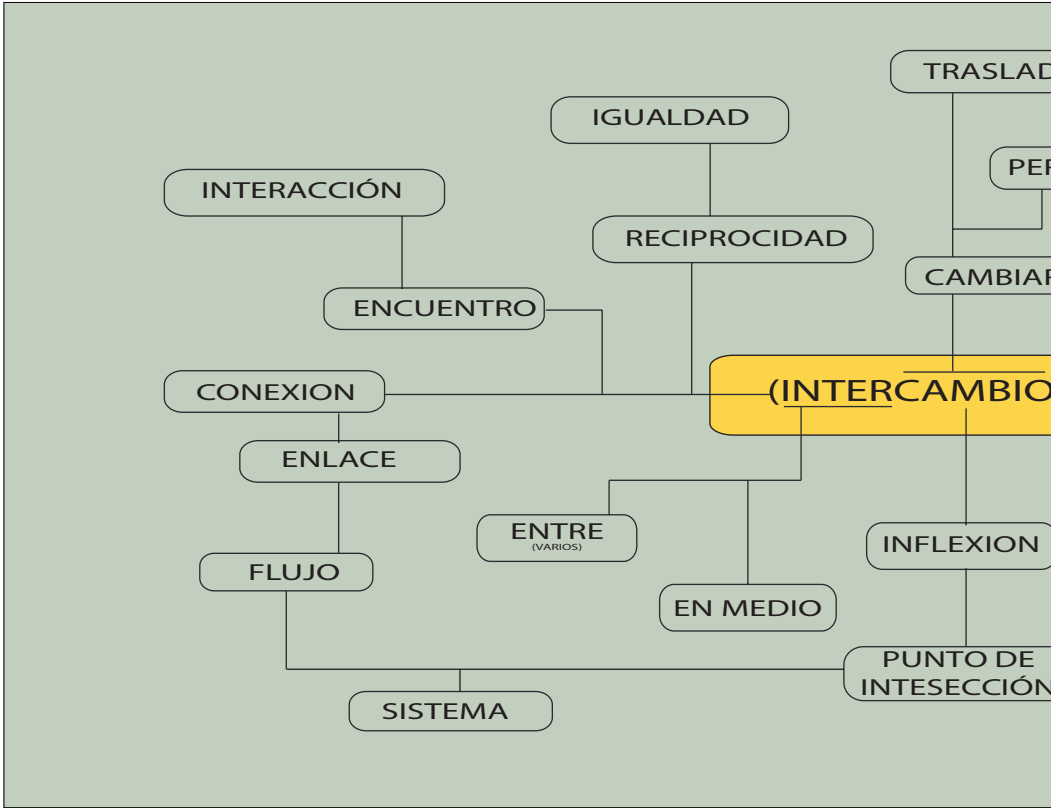 TRASLAD
IGUALDAD
PER
INTERACCIÓN
RECIPROCIDAD
CAMBIAR
ENCUENTRO
CONEXION
(INTERCAMBIO
ENLACE
ENTRE
(VARIOS)
INFLEXION
FLUJO
EN MEDIO
PUNTO DE
INTESECCIÓN
SISTEMA